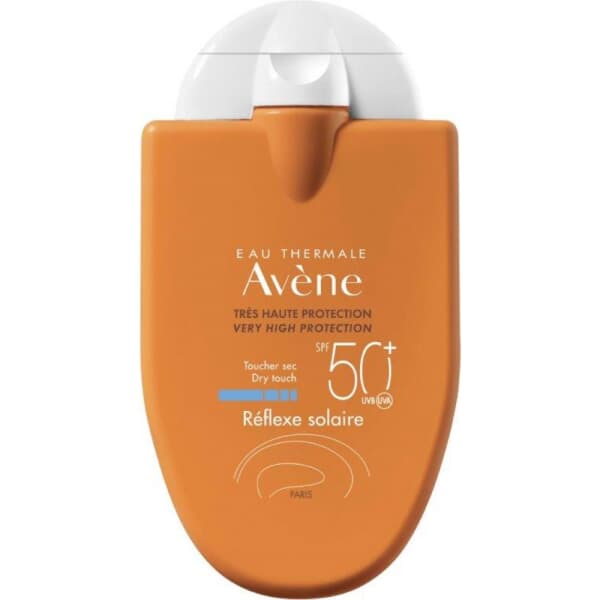 EAU THERMALE
Avène
TRÈS HAUTE PROTECTION
VERY HIGH PROTECTION
Toucher sec
Dry touch
SPF 50+
UVB UVA
Réflexe solaire
PARIS